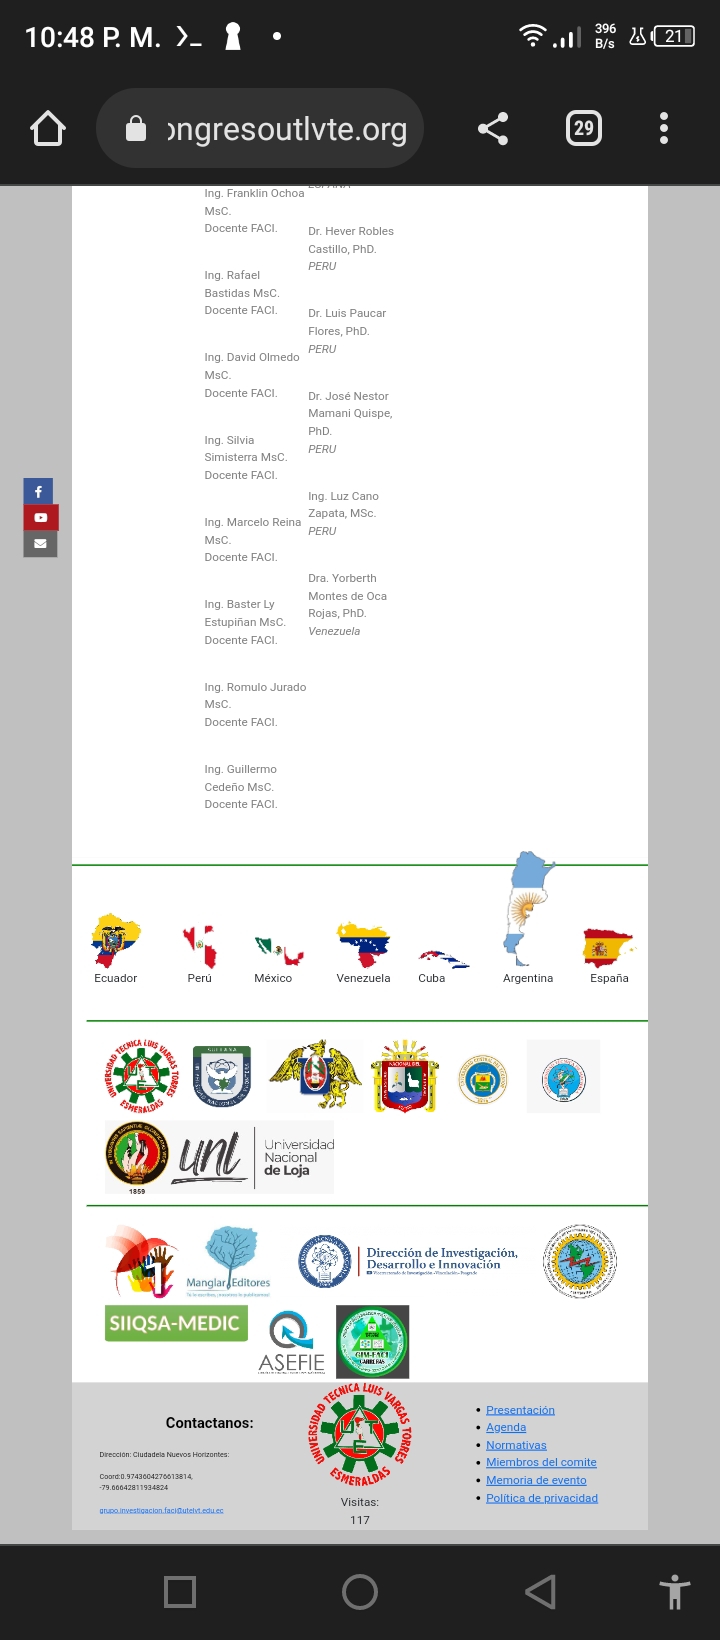 10:48 P. M.
396
B/s
21
ongresoutlvte.org
29
ESPAÑA
Ing. Franklin Ochoa
MsC.
Docente FACI.
Ing. Rafael
Bastidas MsC.
Docente FACI.
Ing. David Olmedo
MsC.
Docente FACI.
Ing. Silvia
Simisterra MsC.
Docente FACI.
Ing. Marcelo Reina
MsC.
Docente FACI.
Ing. Baster Ly
Estupiñan MsC.
Docente FACI.
Ing. Romulo Jurado
MsC.
Docente FACI.
Ing. Guillermo
Cedeño MsC.
Docente FACI.
Dr. Hever Robles
Castillo, PhD.
PERU
Dr. Luis Paucar
Flores, PhD.
PERU
Dr. José Nestor
Mamani Quispe,
PhD.
PERU
Ing. Luz Cano
Zapata, MSc.
PERU
Dra. Yorberth
Montes de Oca
Rojas, PhD.
Venezuela
Ecuador
Perú
México
Venezuela
Cuba
Argentina
España
UNIVERSIDAD TECNICA LUIS VARGAS TORRES
ESMERALDAS
SULLANA
NACIONAL DEL
1859
unl
Universidad
Nacional
de Loja
Manglar Editores
Dirección de Investigación,
Desarrollo e Innovación
SIIQSA-MEDIC
ASEFIE
GIM-FACI
CARRERAS
Contactanos:
Dirección: Ciudadela Nuevos Horizontes:
Coord:0.9743604276613814,
-79.66642811934824
grupo.investigacion.faci@utelvt.edu.ec
UNIVERSIDAD TECNICA LUIS VARGAS TORRES
U T E
ESMERALDAS
Visitas:
117
Presentación
Agenda
Normativas
Miembros del comite
Memoria de evento
Política de privacidad